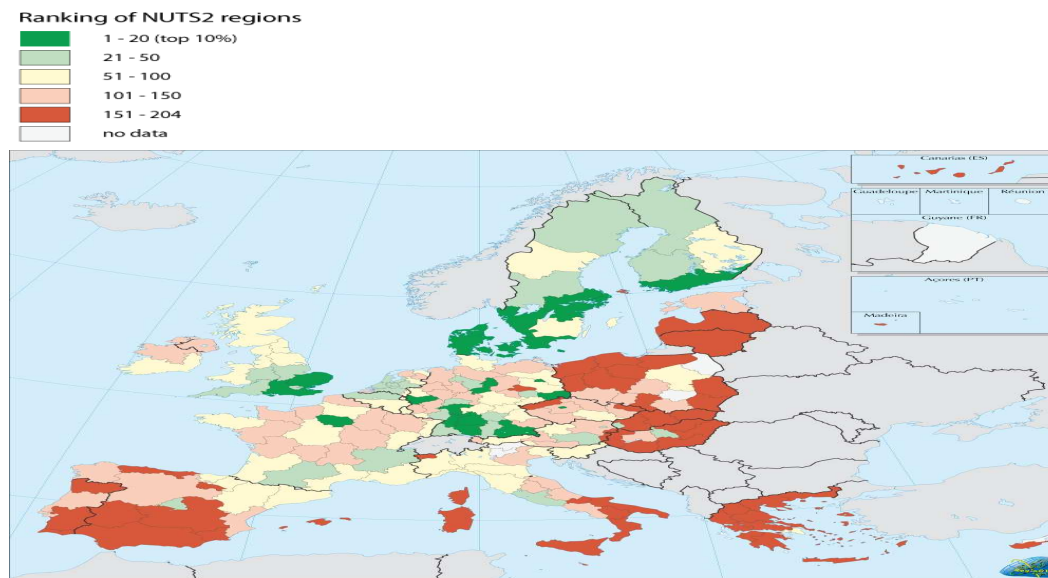 Ranking of NUTS2 regions
1 - 20 (top 10%)
21 - 50
51 - 100
101 - 150
151 - 204
no data
Canarias (ES)
Guadeloupe Martinique Réunion
Guyane (FR)
Açores (PT)
Madeira